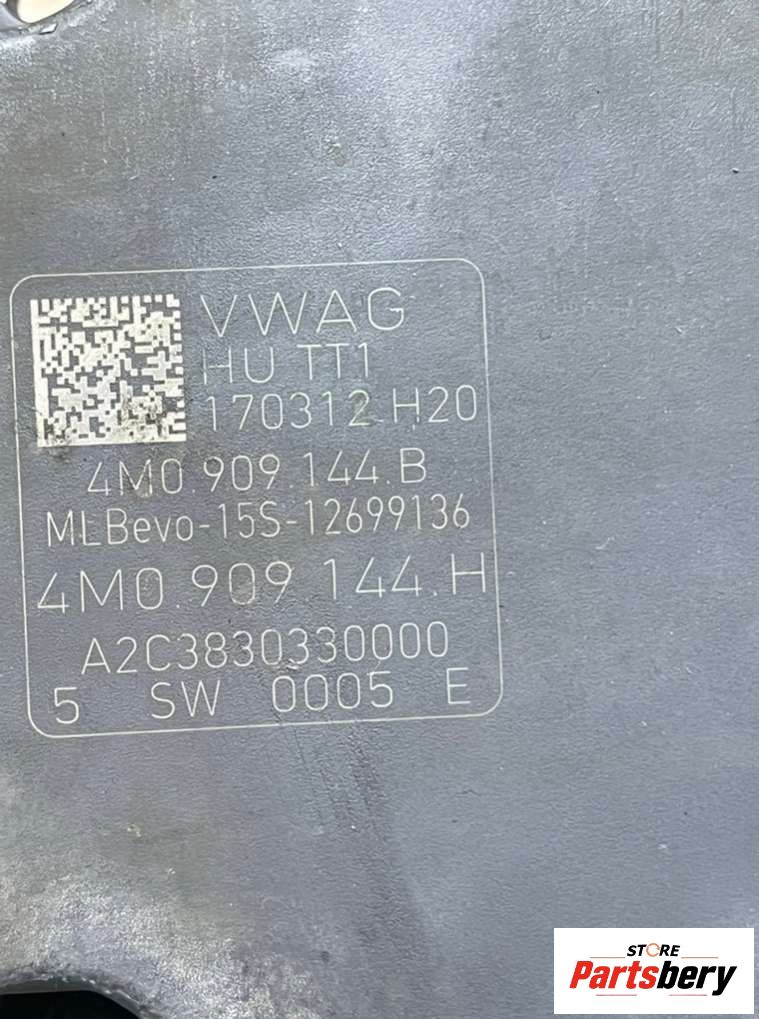 VWAG
HU TT1
170312 H20
4M0.909.144.B
MLBevo-15S-12699136
4M0.909.144.H
A2C3830330000
5 SW 0005 E
STORE
Partsbery